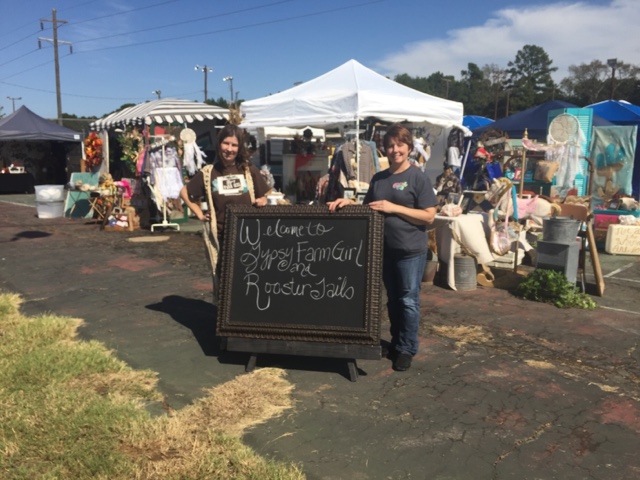 Welcome to
Gypsy Farm Girl
and
Rooster Tails